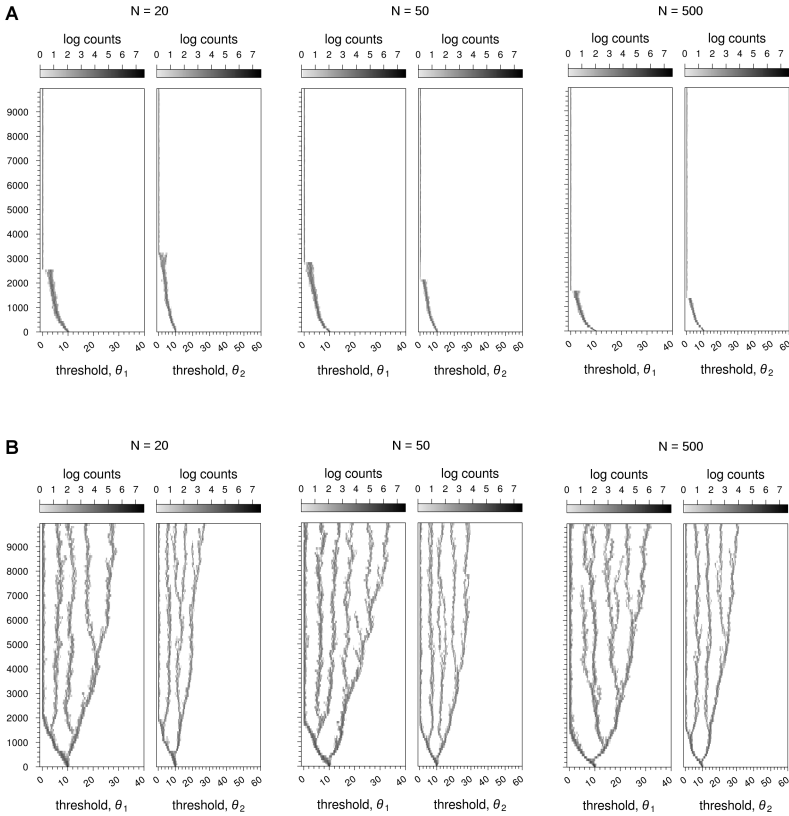 A
N = 20
N = 50
N = 500
log counts
log counts
log counts
log counts
log counts
log counts
0 1 2 3 4 5 6 7
0 1 2 3 4 5 6 7
0 1 2 3 4 5 6 7
0 1 2 3 4 5 6 7
0 1 2 3 4 5 6 7
0 1 2 3 4 5 6 7
9000
8000
7000
6000
5000
4000
3000
2000
1000
0
0 10 20 30 40
0 10 20 30 40 50 60
0 10 20 30 40
0 10 20 30 40 50 60
0 10 20 30 40
0 10 20 30 40 50 60
threshold, θ1
threshold, θ2
threshold, θ1
threshold, θ2
threshold, θ1
threshold, θ2
B
N = 20
N = 50
N = 500
log counts
log counts
log counts
log counts
log counts
log counts
0 1 2 3 4 5 6 7
0 1 2 3 4 5 6 7
0 1 2 3 4 5 6 7
0 1 2 3 4 5 6 7
0 1 2 3 4 5 6 7
0 1 2 3 4 5 6 7
9000
8000
7000
6000
5000
4000
3000
2000
1000
0
0 10 20 30 40
0 10 20 30 40 50 60
0 10 20 30 40
0 10 20 30 40 50 60
0 10 20 30 40
0 10 20 30 40 50 60
threshold, θ1
threshold, θ2
threshold, θ1
threshold, θ2
threshold, θ1
threshold, θ2